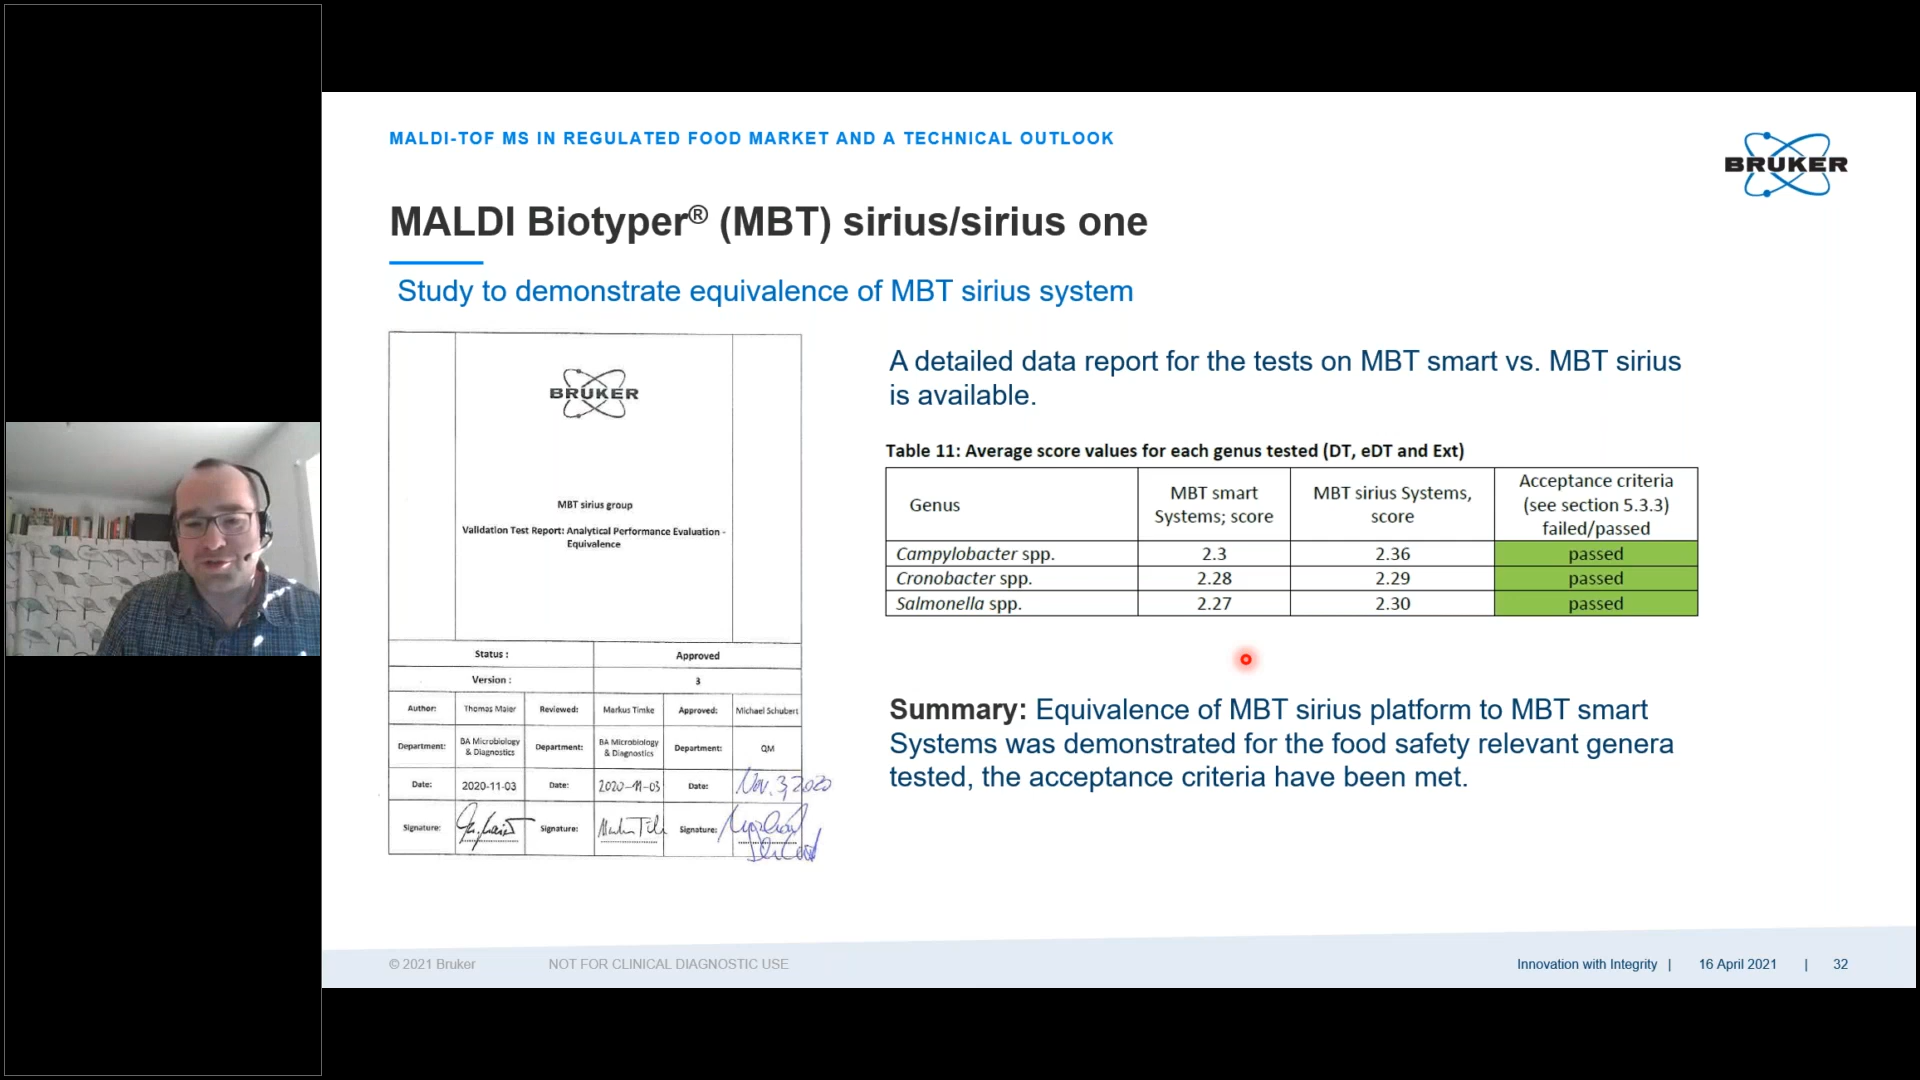 MALDI-TOF MS IN REGULATED FOOD MARKET AND A TECHNICAL OUTLOOK
BRUKER
MALDI Biotyper® (MBT) sirius/sirius one
Study to demonstrate equivalence of MBT sirius system
BRUKER
MBT sirius group
Validation Test Report: Analytical Performance Evaluation -
Equivalence
Status : Approved
Version : 3
Author: Thomas Maier Reviewed: Markus Timke Approved: Michael Schubert
Department: BA Microbiology & Diagnostics Department: BA Microbiology & Diagnostics Department: QM
Date: 2020-11-03 Date: 2020-11-03 Date: Nov. 3, 2020
Signature: Signature: Signature:
A detailed data report for the tests on MBT smart vs. MBT sirius
is available.
Table 11: Average score values for each genus tested (DT, eDT and Ext)
Genus MBT smart Systems; score MBT sirius Systems, score Acceptance criteria (see section 5.3.3) failed/passed
Campylobacter spp. 2.3 2.36 passed
Cronobacter spp. 2.28 2.29 passed
Salmonella spp. 2.27 2.30 passed
Summary: Equivalence of MBT sirius platform to MBT smart
Systems was demonstrated for the food safety relevant genera
tested, the acceptance criteria have been met.
© 2021 Bruker NOT FOR CLINICAL DIAGNOSTIC USE Innovation with Integrity | 16 April 2021 | 32